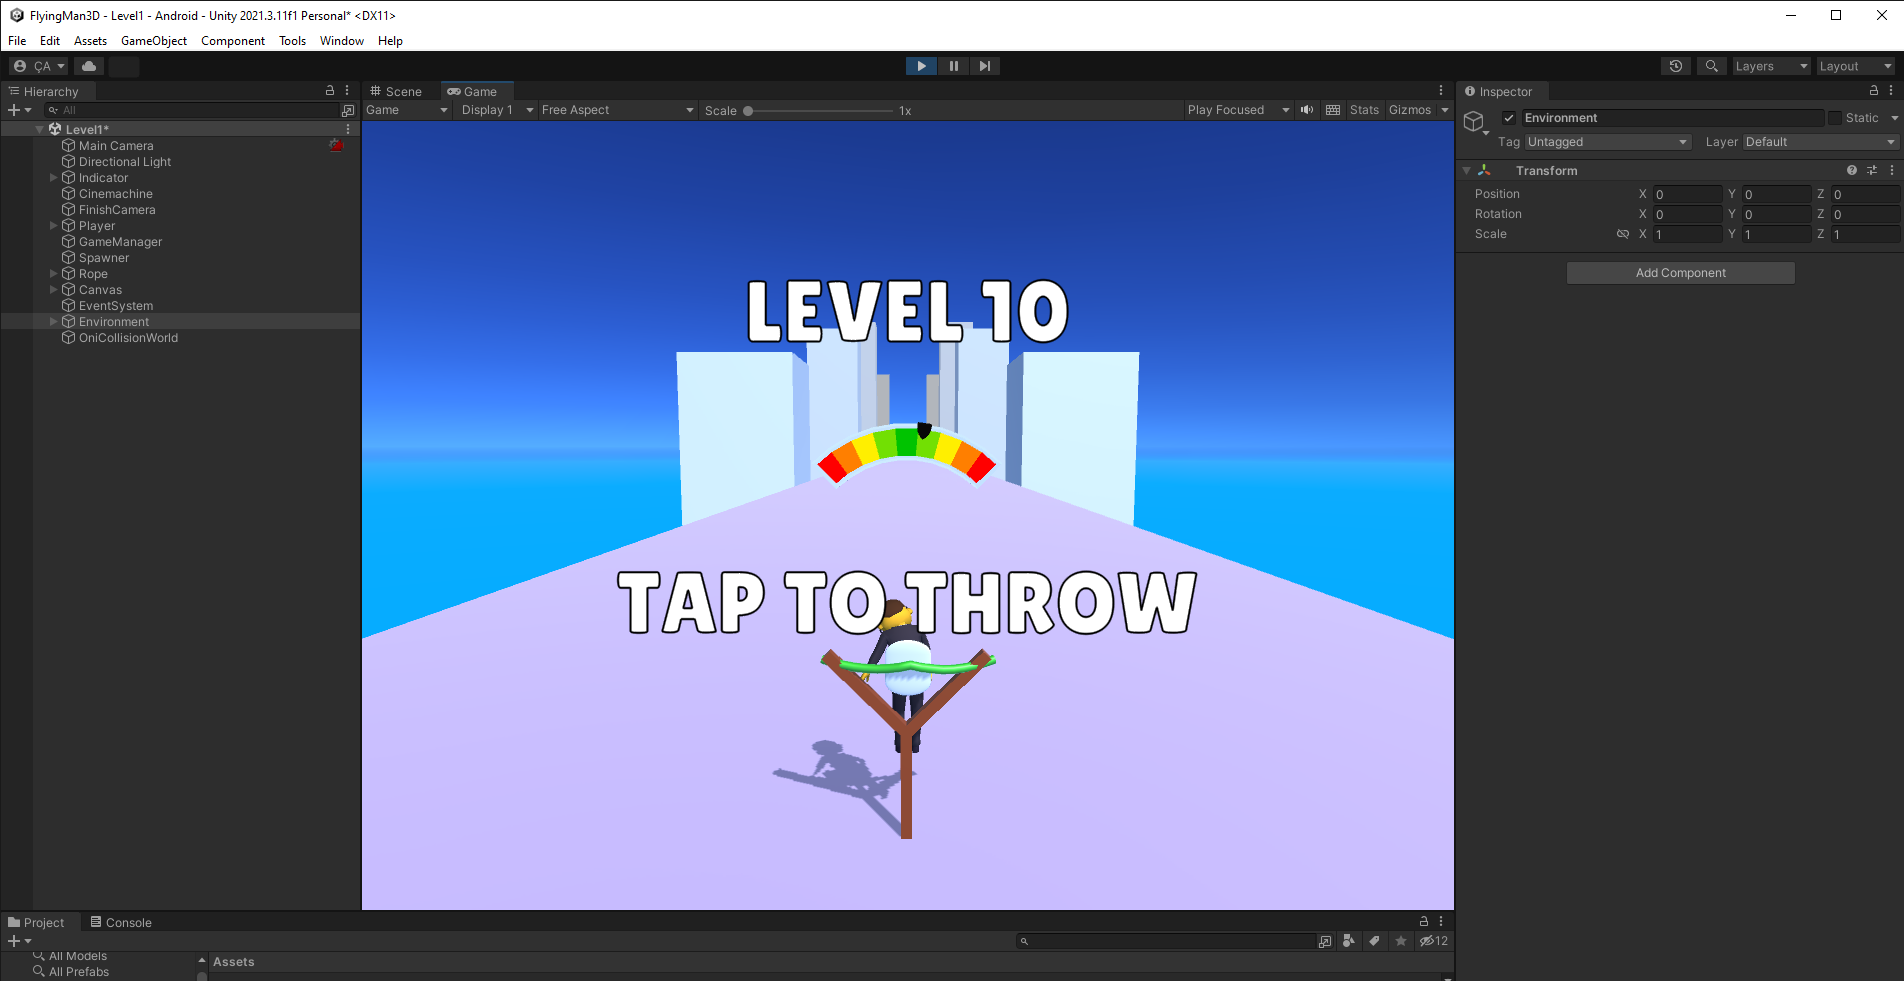 FlyingMan3D - Level1 - Android - Unity 2021.3.11f1 Personal* <DX11>
File Edit Assets GameObject Component Tools Window Help
ÇA Layers Layout
Hierarchy
All
Level1*
Main Camera
Directional Light
Indicator
Cinemachine
FinishCamera
Player
GameManager
Spawner
Rope
Canvas
EventSystem
Environment
OniCollisionWorld
Scene Game
Game Display 1 Free Aspect Scale 1x Play Focused Stats Gizmos
LEVEL 10
TAP TO THROW
Inspector
Environment Static
Tag Untagged Layer Default
Transform
Position X 0 Y 0 Z 0
Rotation X 0 Y 0 Z 0
Scale X 1 Y 1 Z 1
Add Component
Project Console
12
All Models
All Prefabs
Assets